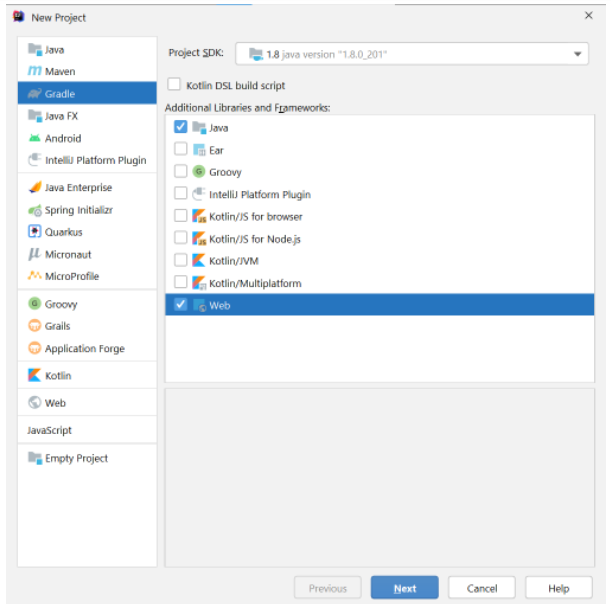 New Project
Java
Maven
Gradle
Java FX
Android
IntelliJ Platform Plugin
Java Enterprise
Spring Initializr
Quarkus
Micronaut
MicroProfile
Groovy
Grails
Application Forge
Kotlin
Web
JavaScript
Empty Project
Project SDK: 1.8 java version "1.8.0_201"
Kotlin DSL build script
Additional Libraries and Frameworks:
Java
Ear
Groovy
IntelliJ Platform Plugin
Kotlin/JS for browser
Kotlin/JS for Node.js
Kotlin/JVM
Kotlin/Multiplatform
Web
Previous Next Cancel Help